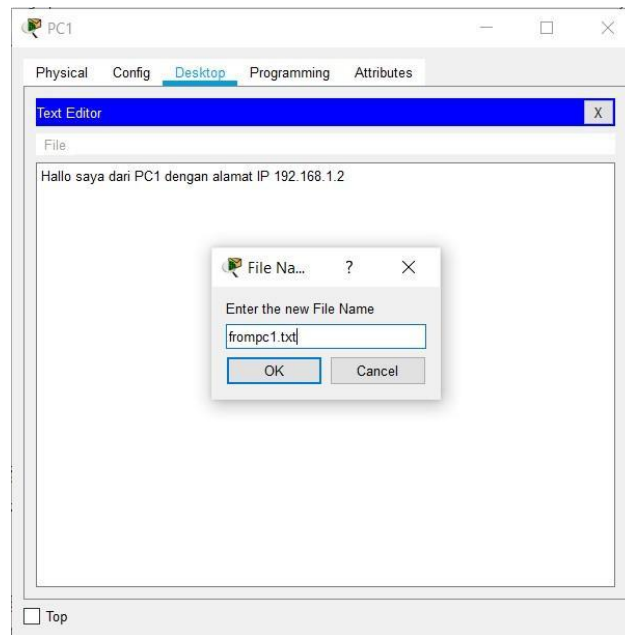 PC1
Physical Config Desktop Programming Attributes
Text Editor X
File
Hallo saya dari PC1 dengan alamat IP 192.168.1.2
File Na... ?
Enter the new File Name
frompc1.txt
OK Cancel
Top